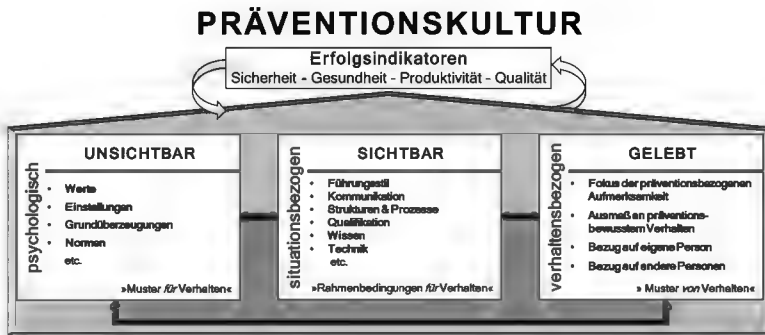 PRÄVENTIONSKULTUR
Erfolgsindikatoren
Sicherheit - Gesundheit - Produktivität - Qualität
psychologisch
UNSICHTBAR
• Werte
• Einstellungen
• Grundüberzeugungen
• Normen
etc.
»Muster für Verhalten«
situationsbezogen
SICHTBAR
• Führungsstil
• Kommunikation
• Strukturen & Prozesse
• Qualifikation
• Wissen
• Technik
etc.
»Rahmenbedingungen für Verhalten«
verhaltensbezogen
GELEBT
• Fokus der präventionsbezogenen
Aufmerksamkeit
• Ausmaß an präventions-
bewusstem Verhalten
• Bezug auf eigene Person
• Bezug auf andere Personen
» Muster von Verhalten«